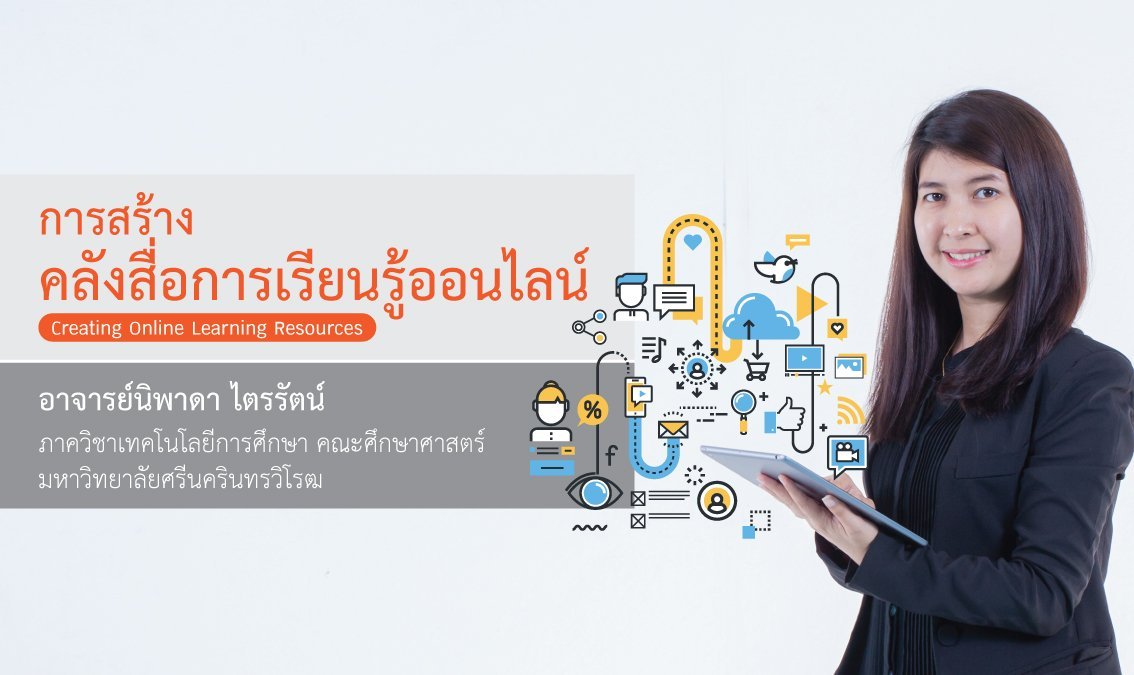 การสร้าง
คลังสื่อการเรียนรู้ออนไลน์
Creating Online Learning Resources
อาจารย์นิพาดา ไตรรัตน์
ภาควิชาเทคโนโลยีการศึกษา คณะศึกษาศาสตร์
มหาวิทยาลัยศรีนครินทรวิโรฒ
%
f